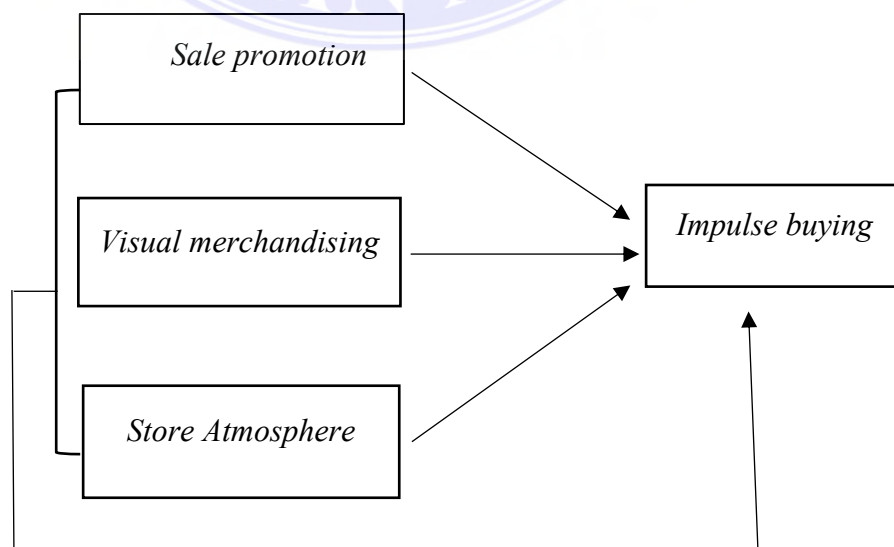 Sale promotion
Visual merchandising
Impulse buying
Store Atmosphere